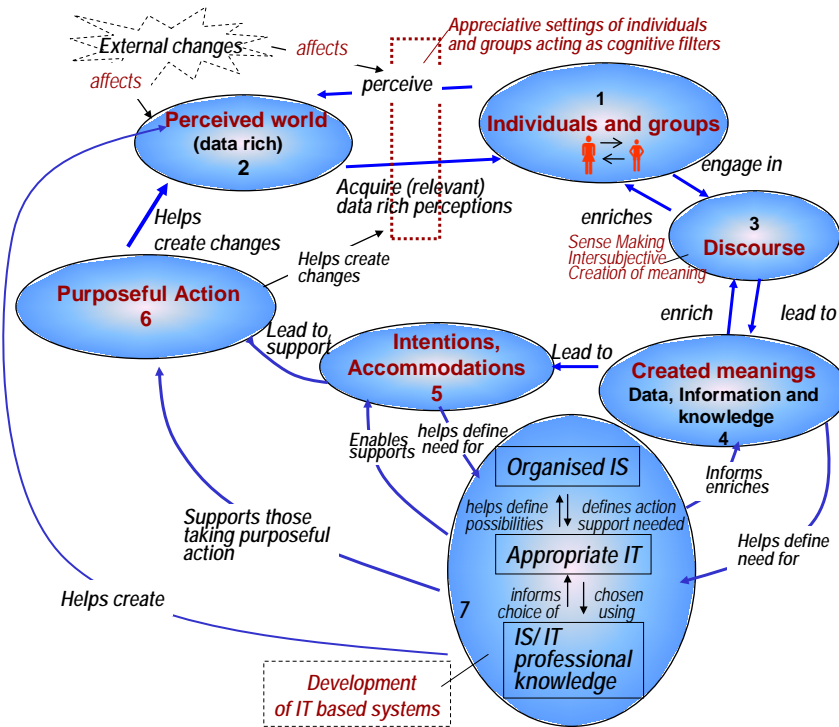 External changes
affects
affects
Appreciative settings of individuals
and groups acting as cognitive filters
perceive
1
Individuals and groups
Perceived world
(data rich)
2
Acquire (relevant)
data rich perceptions
engage in
enriches
3
Discourse
Sense Making
Intersubjective
Creation of meaning
Helps
create changes
Helps create
changes
Purposeful Action
6
enrich
lead to
Lead to
support
Intentions,
Accommodations
5
Lead to
Created meanings
Data, Information and
knowledge
4
Enables
supports
helps define
need for
Informs
enriches
Organised IS
helps define
possibilities
defines action
support needed
Appropriate IT
Supports those
taking purposeful
action
Helps define
need for
Helps create
7
informs
choice of
chosen
using
IS/ IT
professional
knowledge
Development
of IT based systems